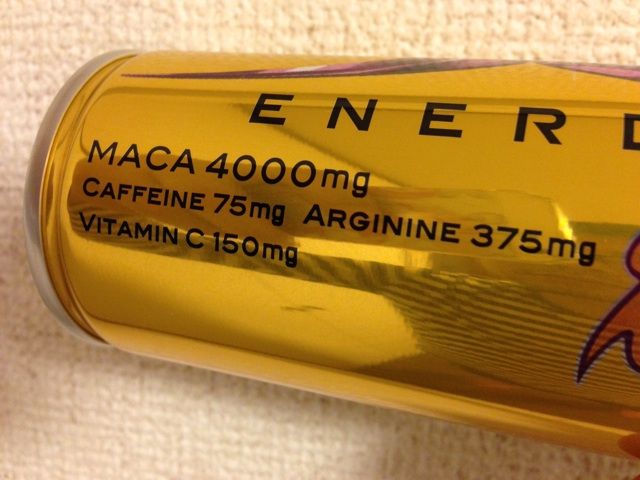 ENER
MACA 4000mg
CAFFEINE 75mg ARGININE 375mg
VITAMIN C 150mg